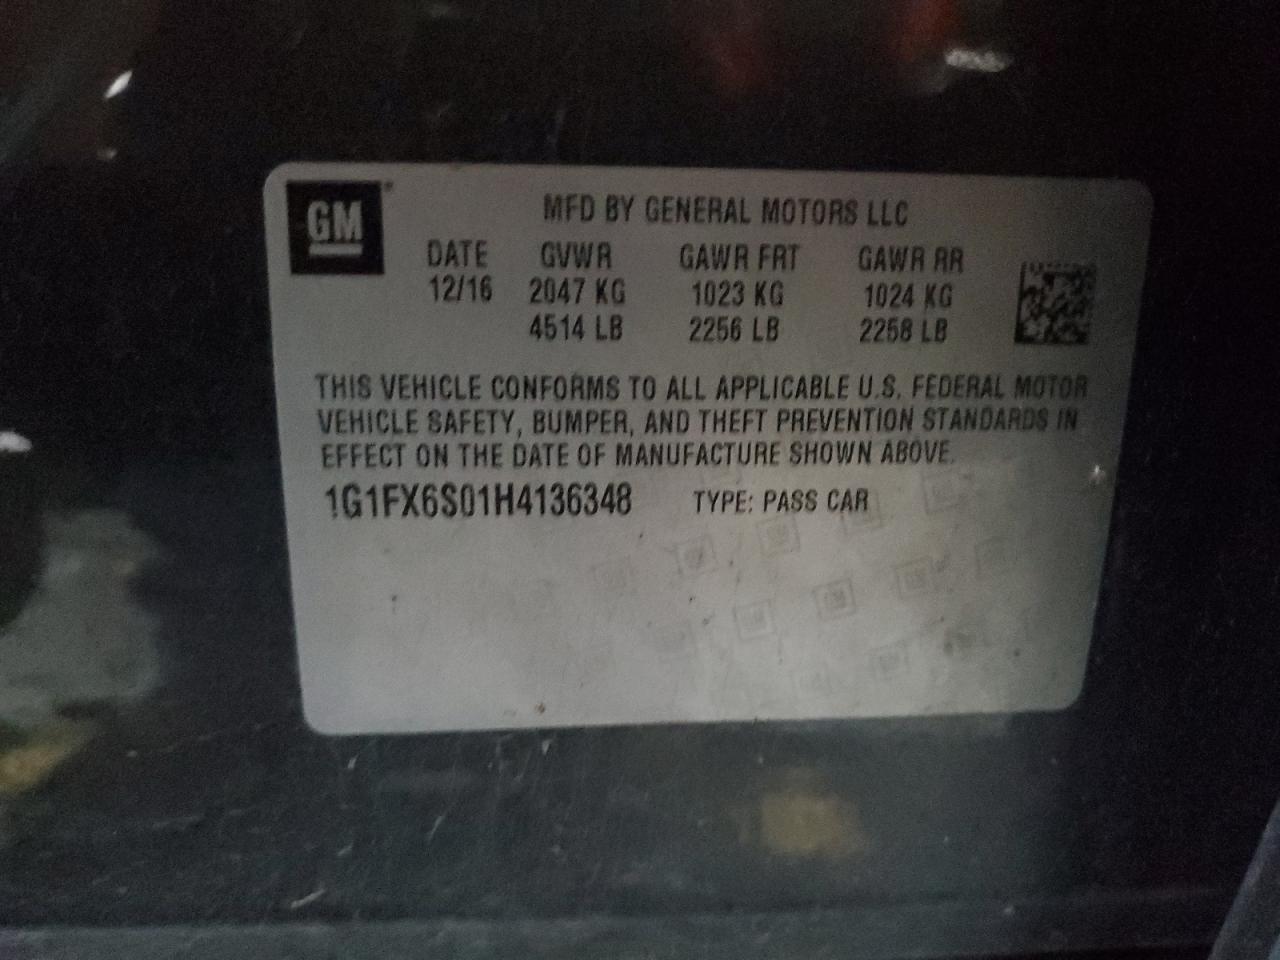 GM
MFD BY GENERAL MOTORS LLC
DATE GVWR GAWR FRT GAWR RR
12/16 2047 KG 1023 KG 1024 KG
4514 LB 2256 LB 2258 LB
THIS VEHICLE CONFORMS TO ALL APPLICABLE U.S. FEDERAL MOTOR
VEHICLE SAFETY, BUMPER, AND THEFT PREVENTION STANDARDS IN
EFFECT ON THE DATE OF MANUFACTURE SHOWN ABOVE.
1G1FX6S01H4136348 TYPE: PASS CAR